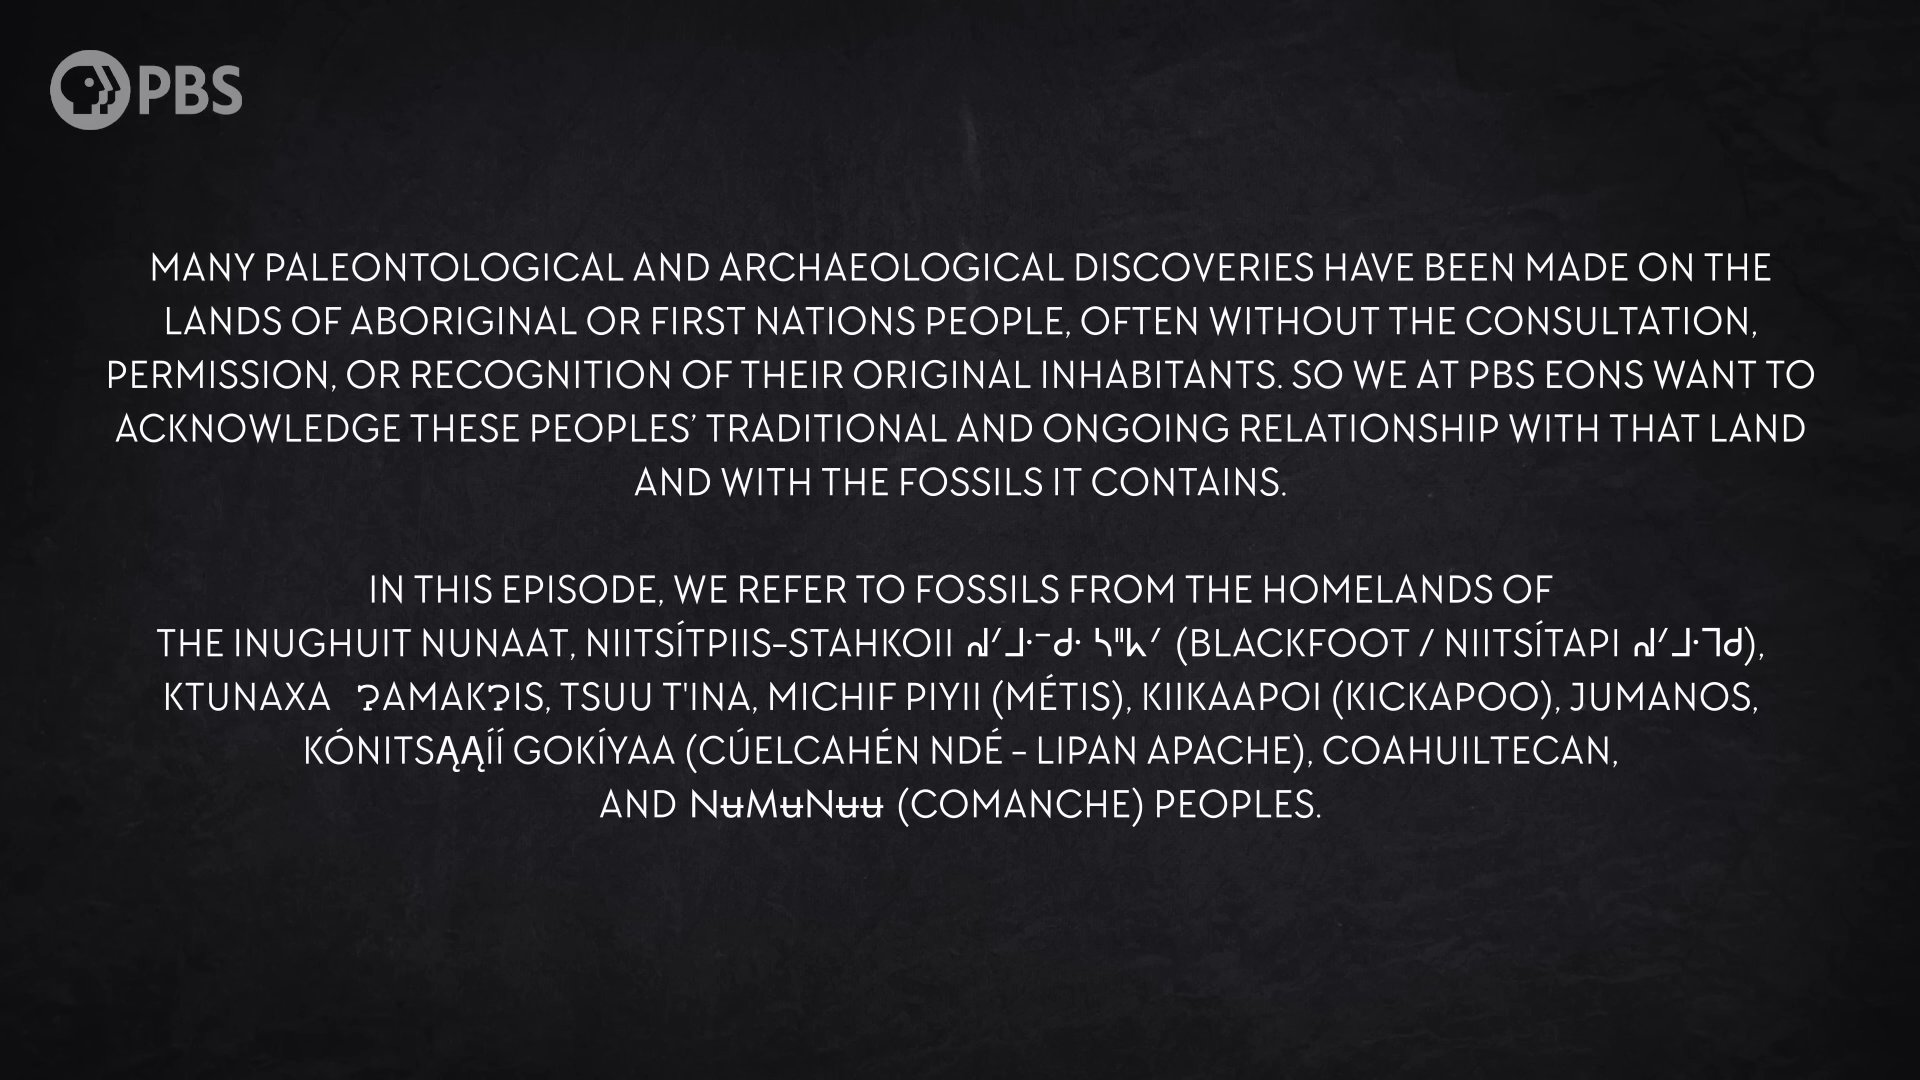 PBS
MANY PALEONTOLOGICAL AND ARCHAEOLOGICAL DISCOVERIES HAVE BEEN MADE ON THE
LANDS OF ABORIGINAL OR FIRST NATIONS PEOPLE, OFTEN WITHOUT THE CONSULTATION,
PERMISSION, OR RECOGNITION OF THEIR ORIGINAL INHABITANTS. SO WE AT PBS EONS WANT TO
ACKNOWLEDGE THESE PEOPLES’ TRADITIONAL AND ONGOING RELATIONSHIP WITH THAT LAND
AND WITH THE FOSSILS IT CONTAINS.
IN THIS EPISODE, WE REFER TO FOSSILS FROM THE HOMELANDS OF
THE INUGHUIT NUNAAT, NIITSÍTPIIS-STAHKOII ᖹᐟᒧᐧᐨᑯᐧ ᓴᐦᖾᐟ (BLACKFOOT / NIITSÍTAPI ᖹᐟᒧᐧᒣᑯ),
KTUNAXA ɁAMAKɁIS, TSUU T'INA, MICHIF PIYII (MÉTIS), KIIKAAPOI (KICKAPOO), JUMANOS,
KÓNITSĄĄÍÍ GOKÍYAA (CÚELCAHÉN NDÉ - LIPAN APACHE), COAHUILTECAN,
AND NʉMʉNʉʉ (COMANCHE) PEOPLES.